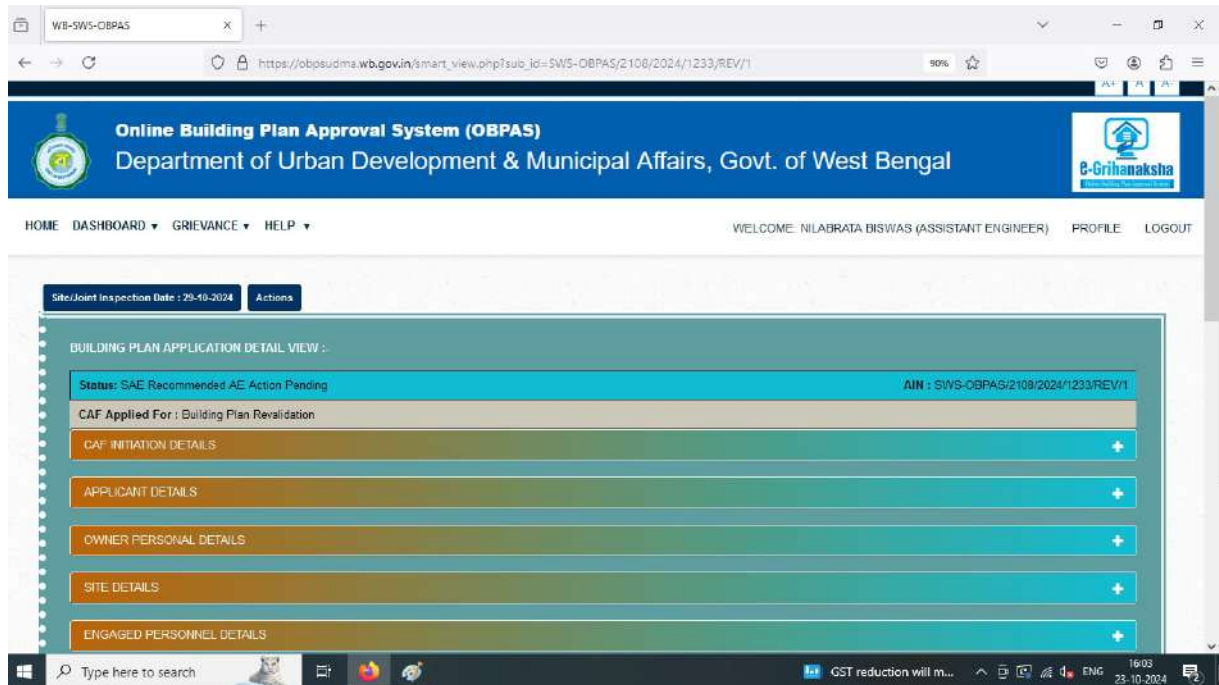 WB-SWS-OBPAS
https://obpsudma.wb.gov.in/smart_view.php?sub_id=SWS-OBPAS/2108/2024/1233/REV/1
90%
A+ A A-
Online Building Plan Approval System (OBPAS)
Department of Urban Development & Municipal Affairs, Govt. of West Bengal
e-Grihanaksha
HOME DASHBOARD GRIEVANCE HELP WELCOME: NILABRATA BISWAS (ASSISTANT ENGINEER) PROFILE LOGOUT
Site/Joint Inspection Date : 29-10-2024 Actions
BUILDING PLAN APPLICATION DETAIL VIEW :-
Status: SAE Recommended AE Action Pending AIN : SWS-OBPAS/2108/2024/1233/REV/1
CAF Applied For : Building Plan Revalidation
CAF INITIATION DETAILS
APPLICANT DETAILS
OWNER PERSONAL DETAILS
SITE DETAILS
ENGAGED PERSONNEL DETAILS
Type here to search GST reduction will m... ENG 16:03
23-10-2024